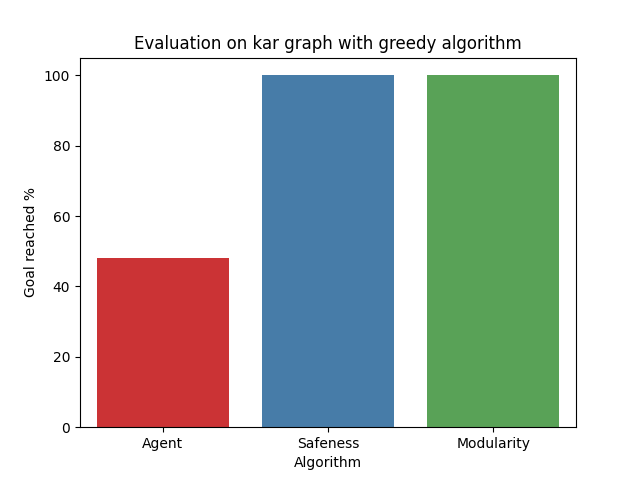 Evaluation on kar graph with greedy algorithm
100
80
60
40
20
0
Goal reached %
Agent
Safeness
Modularity
Algorithm